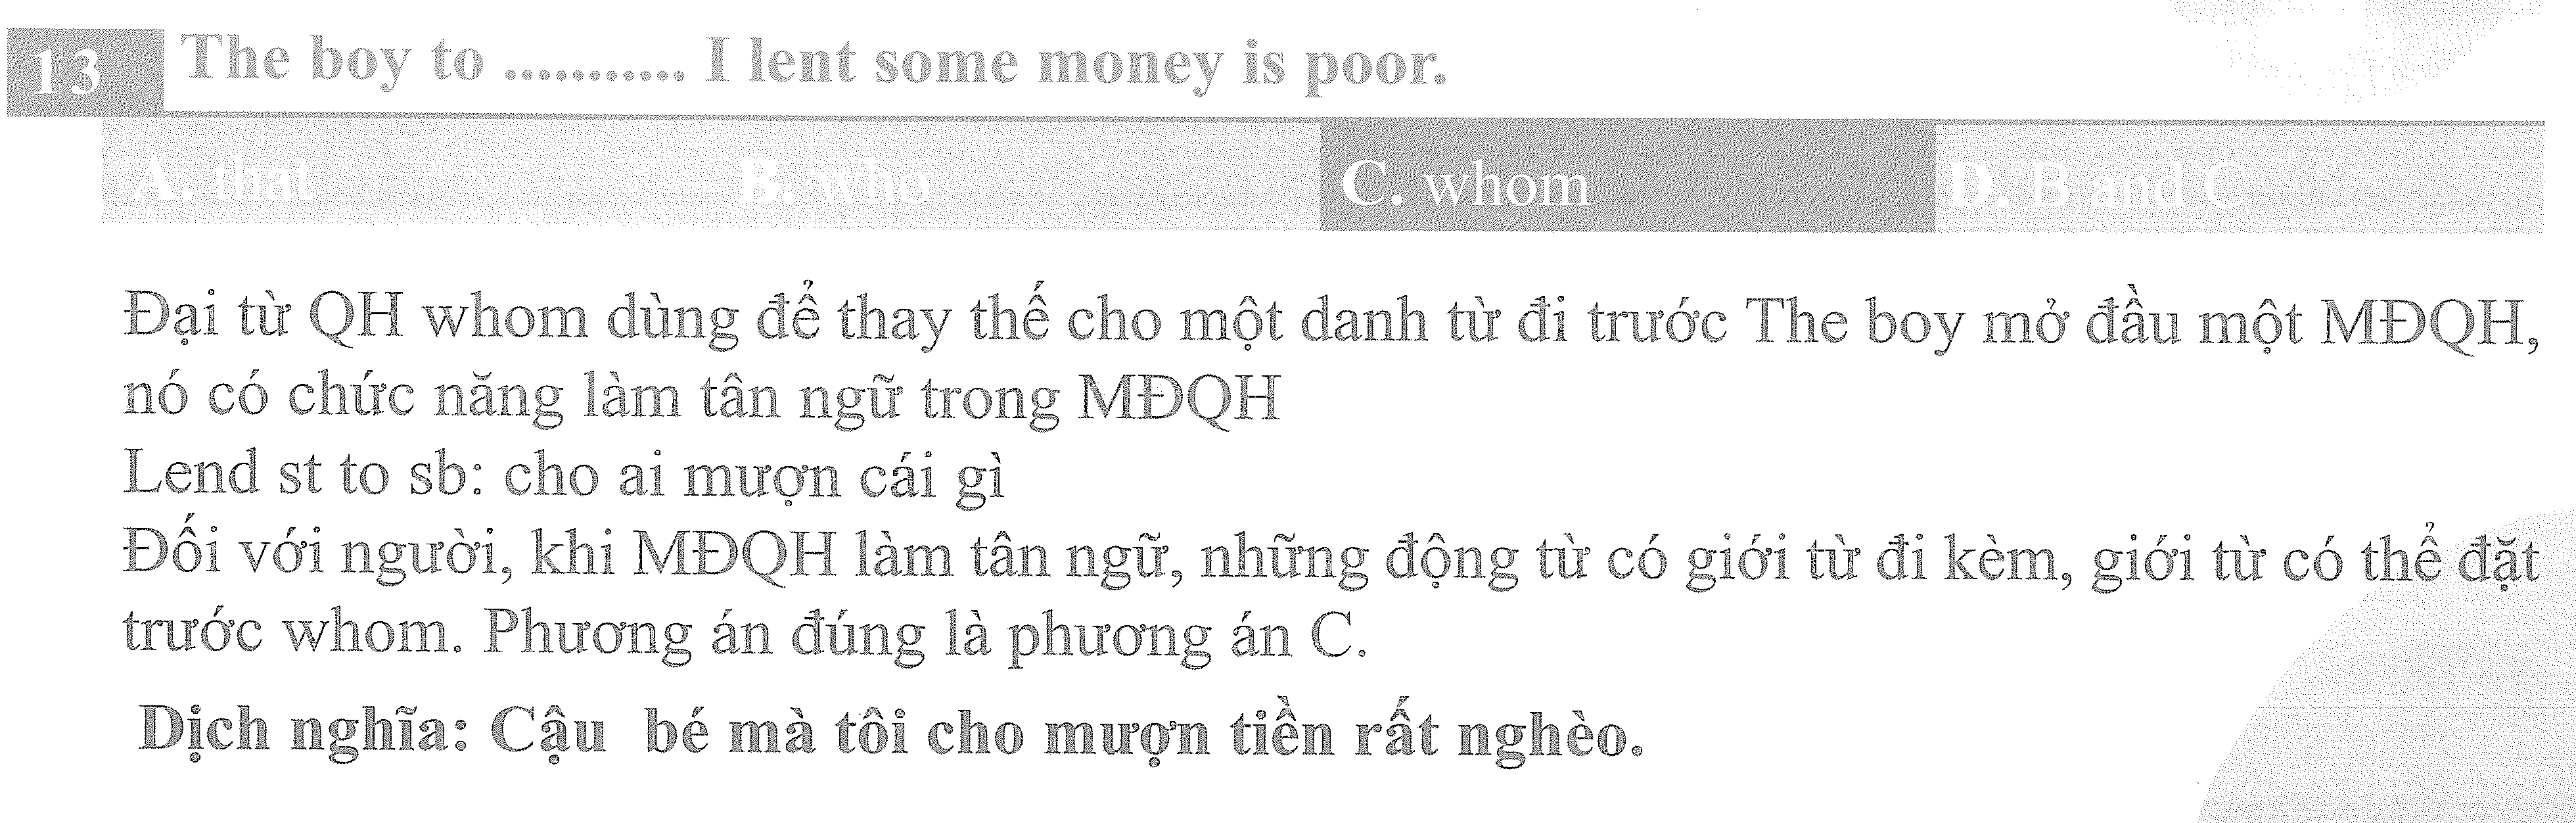 13 The boy to ........... I lent some money is poor.
A. that B. who C. whom D. B and C
Đại từ QH whom dùng để thay thế cho một danh từ đi trước The boy mở đầu một MĐQH,
nó có chức năng làm tân ngữ trong MĐQH
Lend st to sb: cho ai mượn cái gì
Đối với người, khi MĐQH làm tân ngữ, những động từ có giới từ đi kèm, giới từ có thể đặt
trước whom. Phương án đúng là phương án C.
Dịch nghĩa: Cậu bé mà tôi cho mượn tiền rất nghèo.